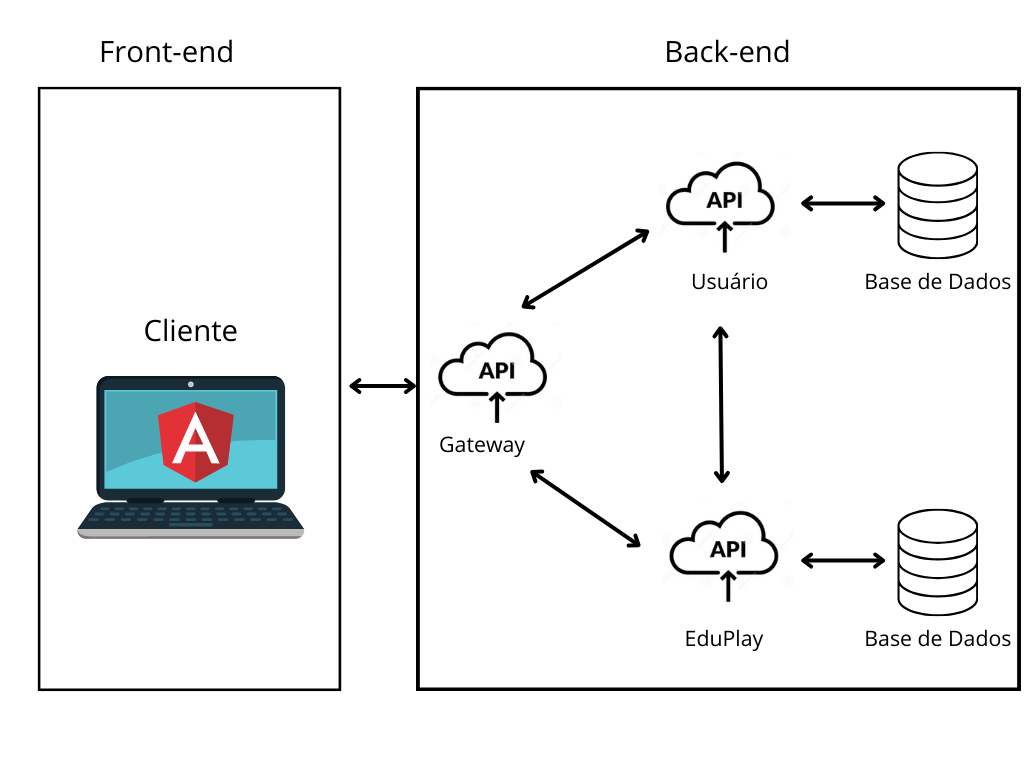 Front-end
Back-end
Cliente
API
Usuário
Base de Dados
API
Gateway
API
EduPlay
Base de Dados